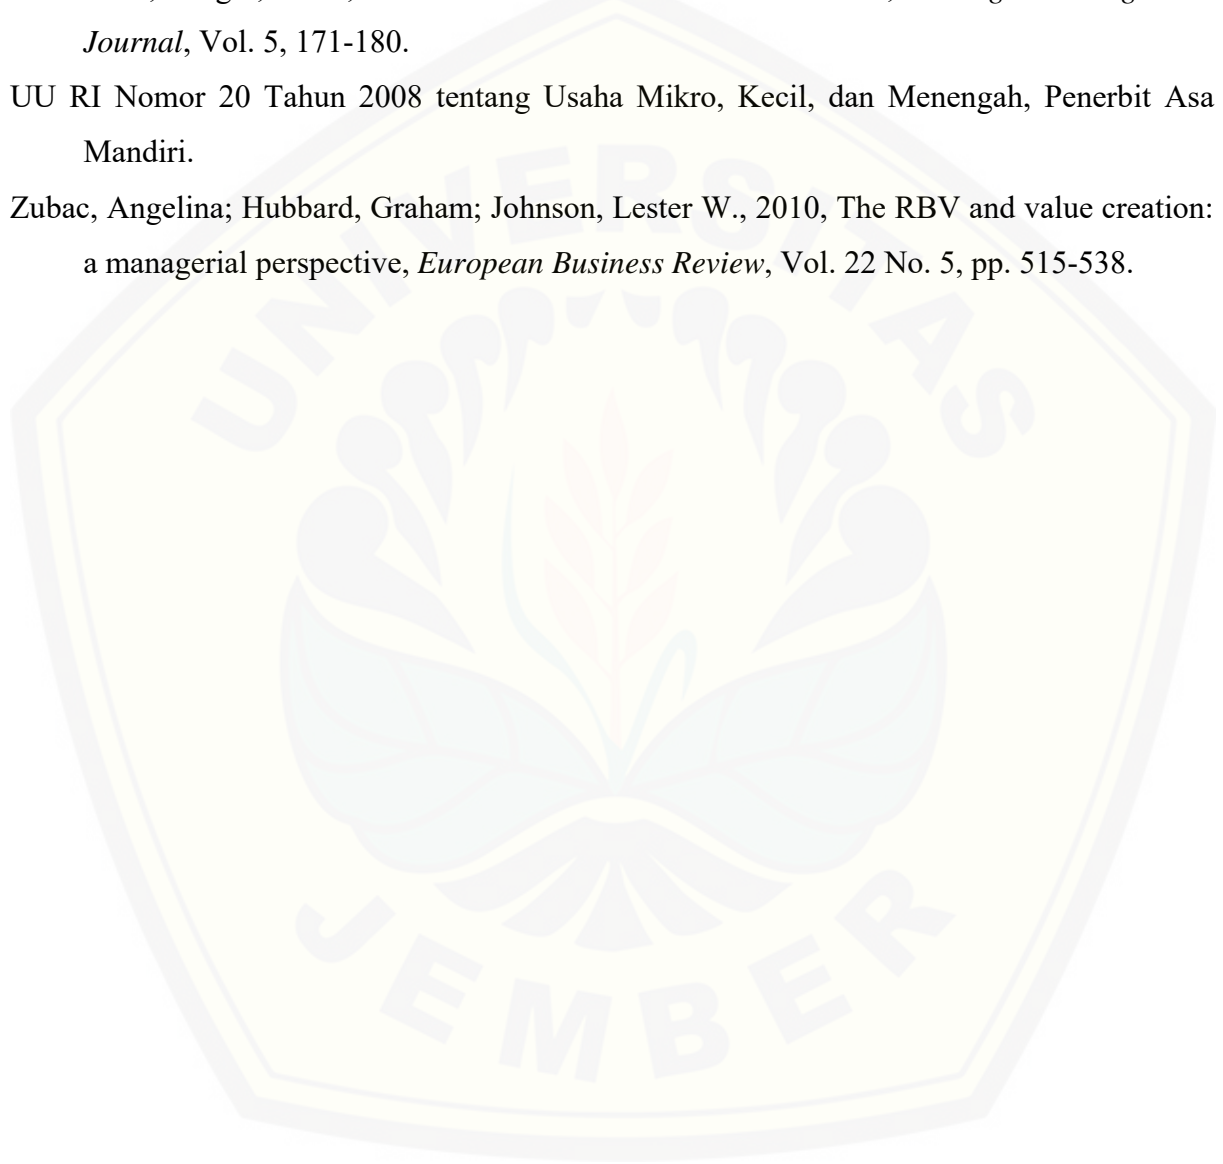 Journal, Vol. 5, 171-180.
UU RI Nomor 20 Tahun 2008 tentang Usaha Mikro, Kecil, dan Menengah, Penerbit Asa
Mandiri.
Zubac, Angelina; Hubbard, Graham; Johnson, Lester W., 2010, The RBV and value creation:
a managerial perspective, European Business Review, Vol. 22 No. 5, pp. 515-538.
UNIVERSITAS
JEMBER